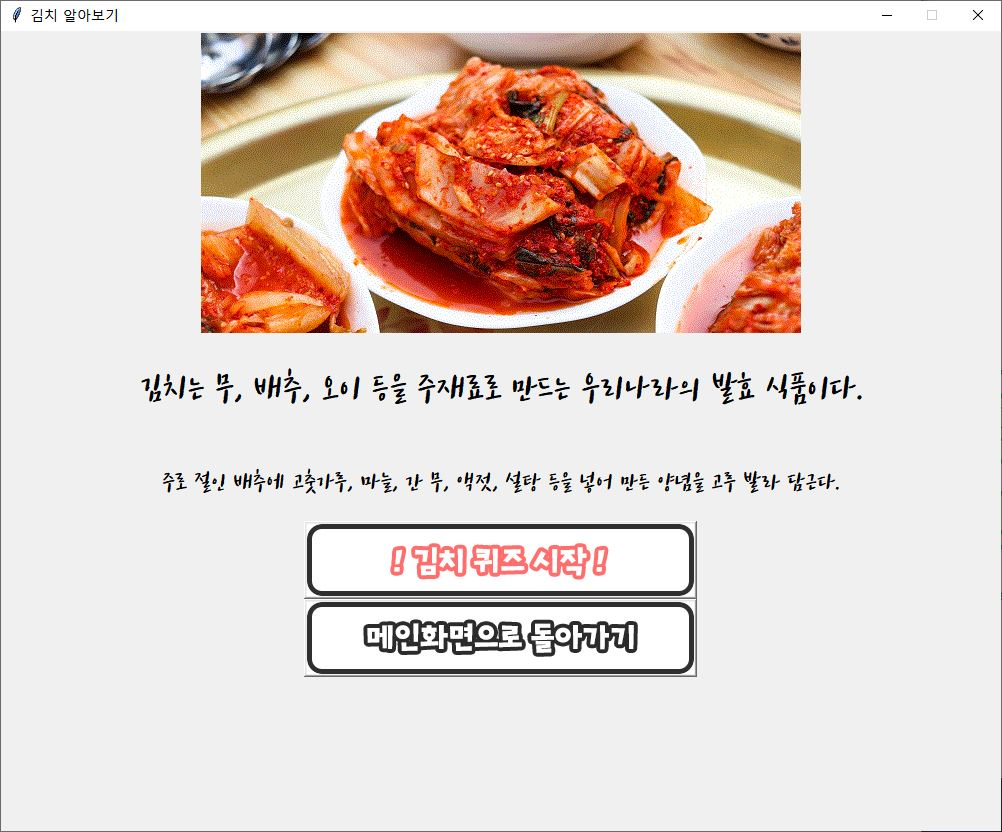 김치 알아보기
김치는 무, 배추, 오이 등을 주재료로 만드는 우리나라의 발효 식품이다.
주로 절인 배추에 고춧가루, 마늘, 간 무, 액젓, 설탕 등을 넣어 만든 양념을 고루 발라 담근다.
! 김치 퀴즈 시작 !
메인화면으로 돌아가기